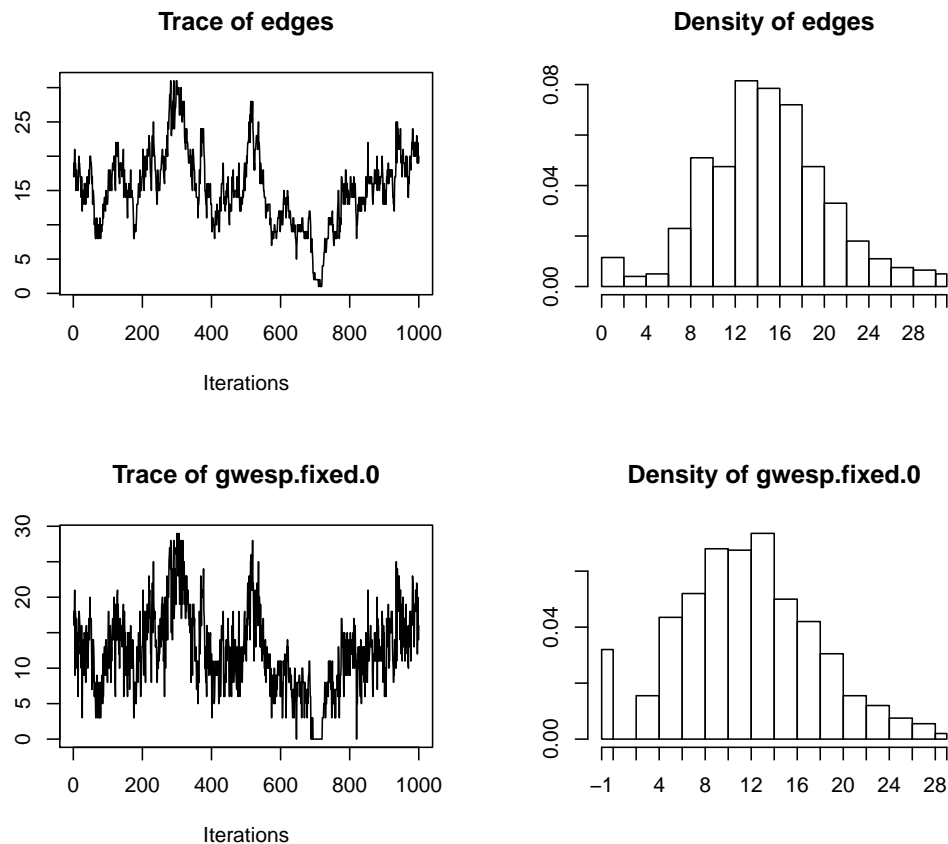 Trace of edges
25
15
5
0
0 200 400 600 800 1000
Iterations
Density of edges
0.08
0.04
0.00
0 4 8 12 16 20 24 28
Trace of gwesp.fixed.0
30
20
10
5
0
0 200 400 600 800 1000
Iterations
Density of gwesp.fixed.0
0.04
0.00
−1 4 8 12 16 20 24 28